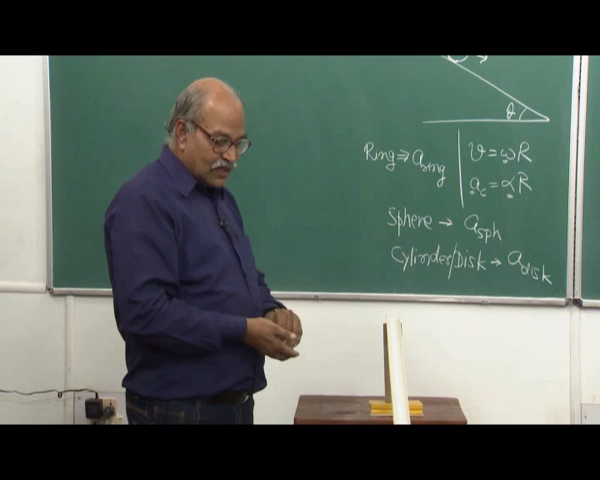 θ
Ring ⇒ a_ring | v = ωR
a_c = αR
Sphere → a_sph
Cylinder/Disk → a_disk